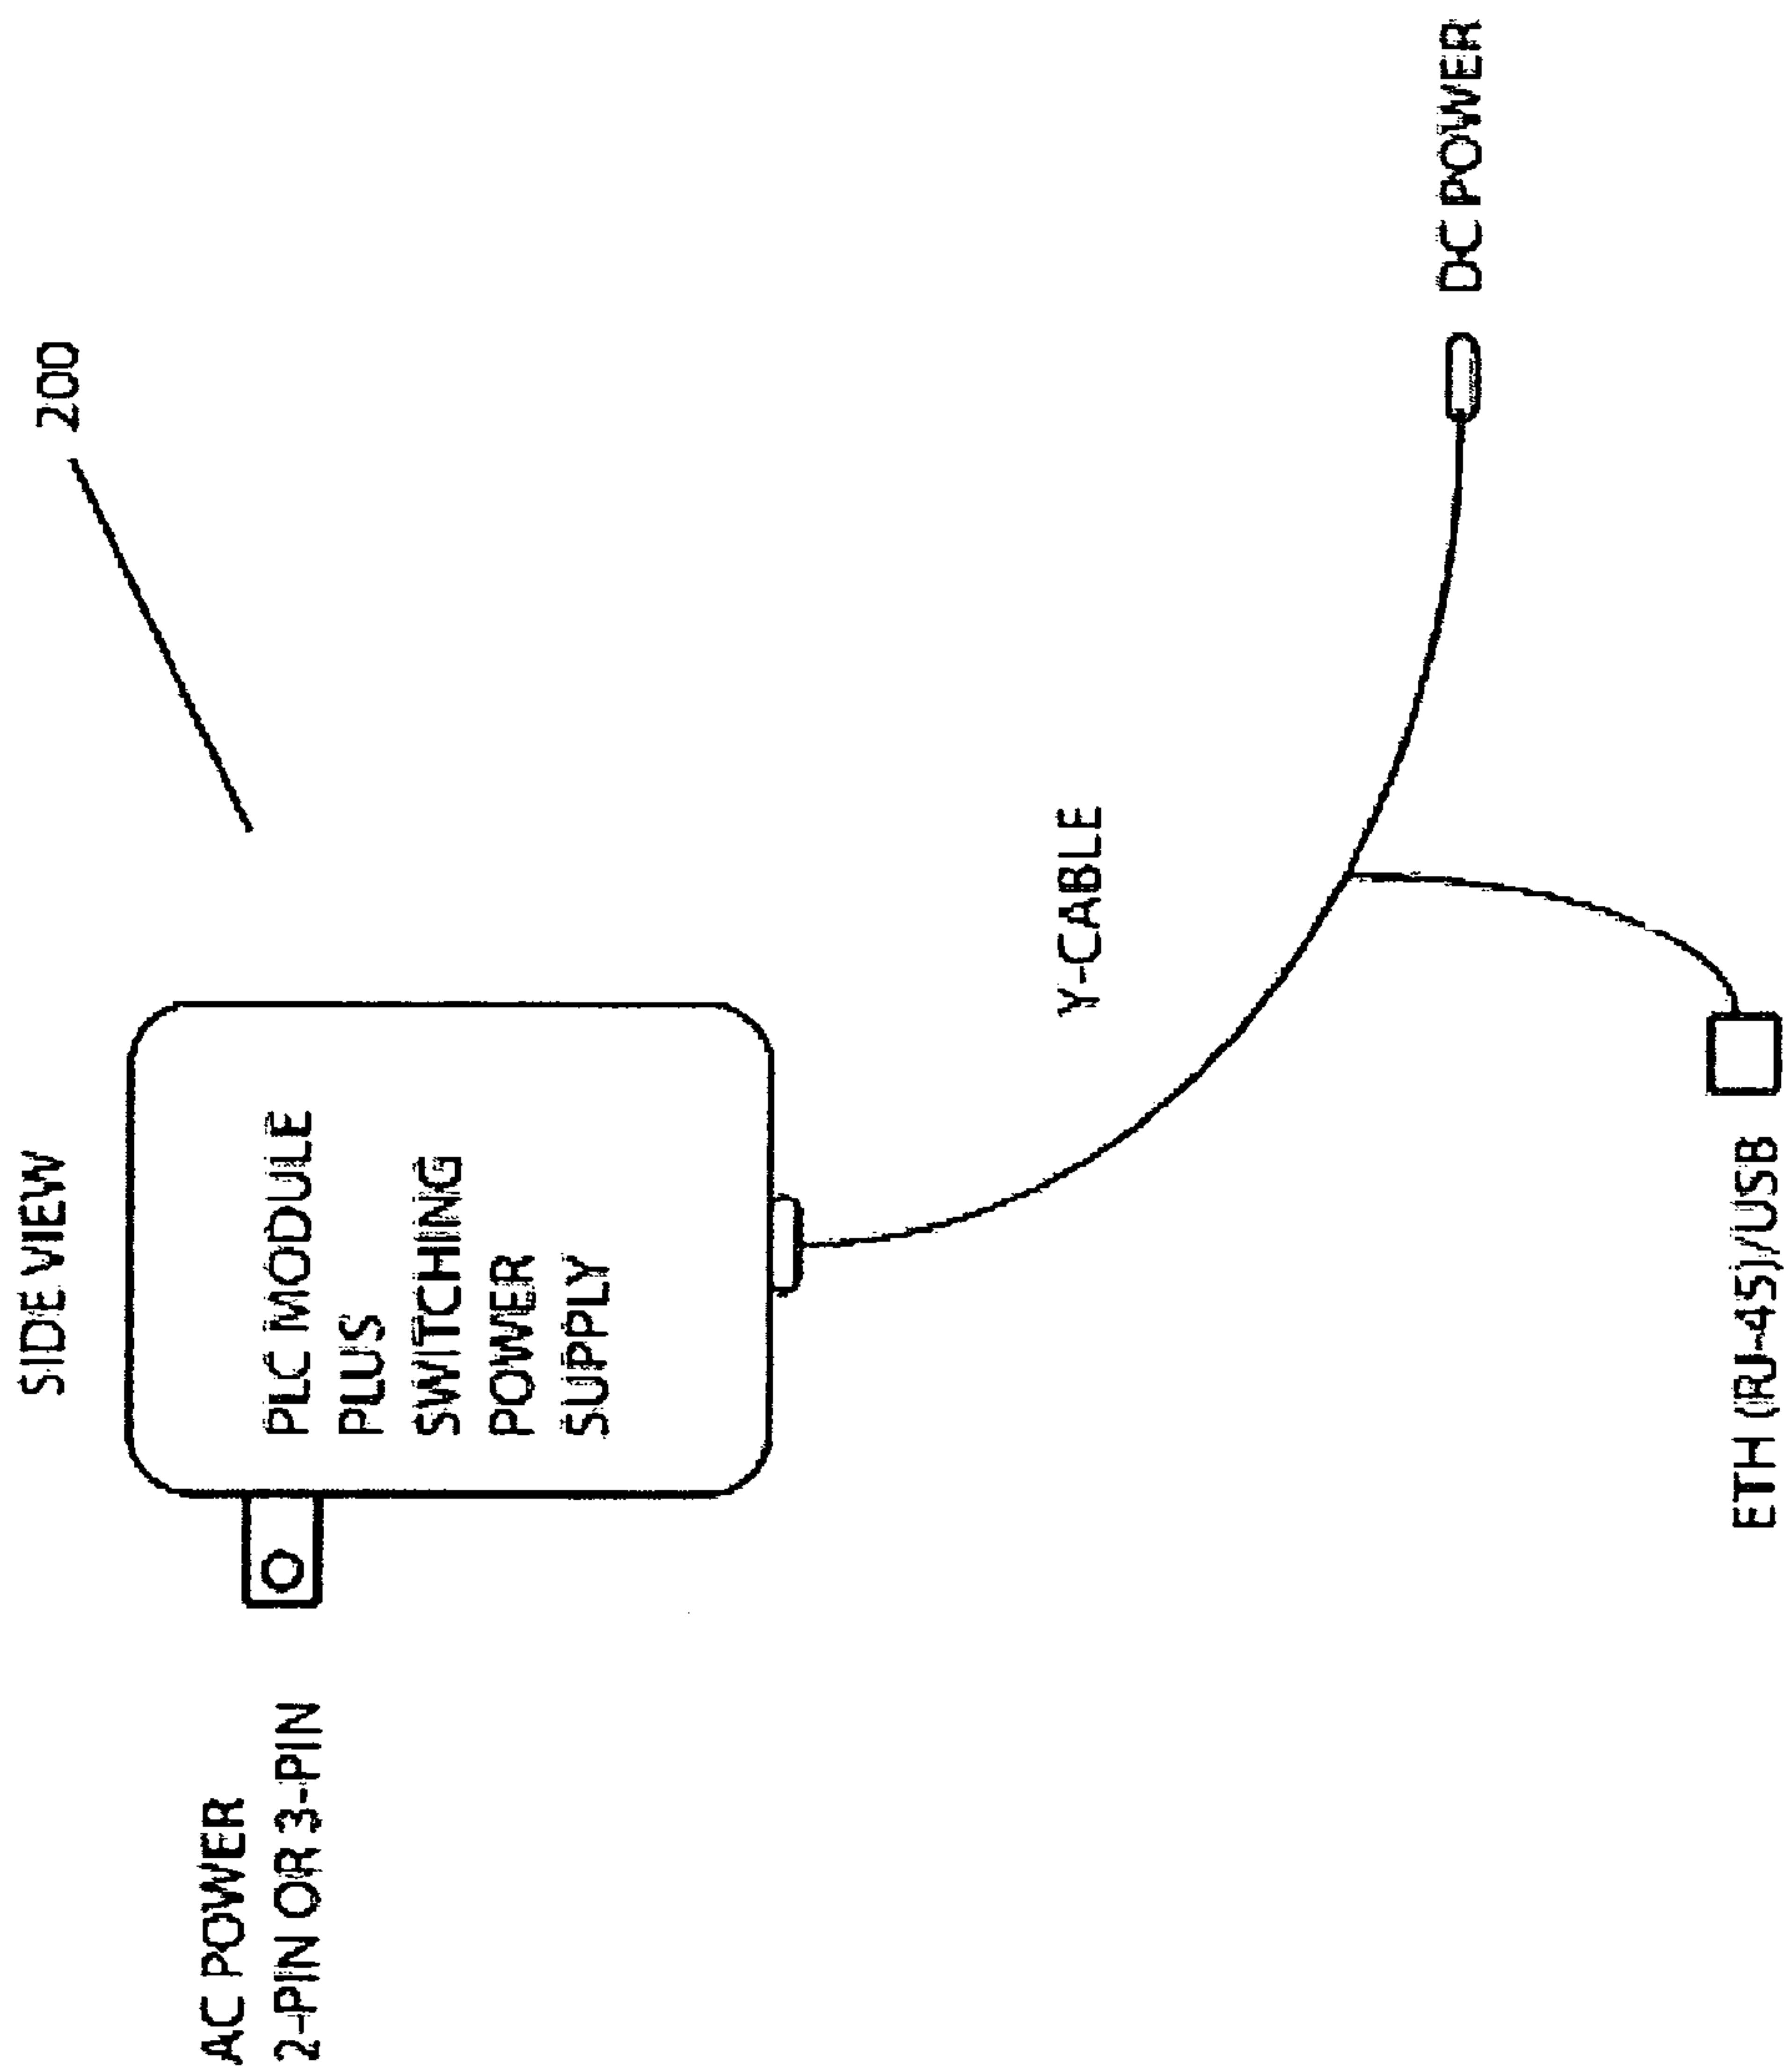 SIDE VIEW
200
AC POWER
2-PIN OR 3-PIN
PLC MODULE
PLUS
SWITCHING
POWER
SUPPLY
Y-CABLE
DC POWER
ETH (RJ-45)/USB